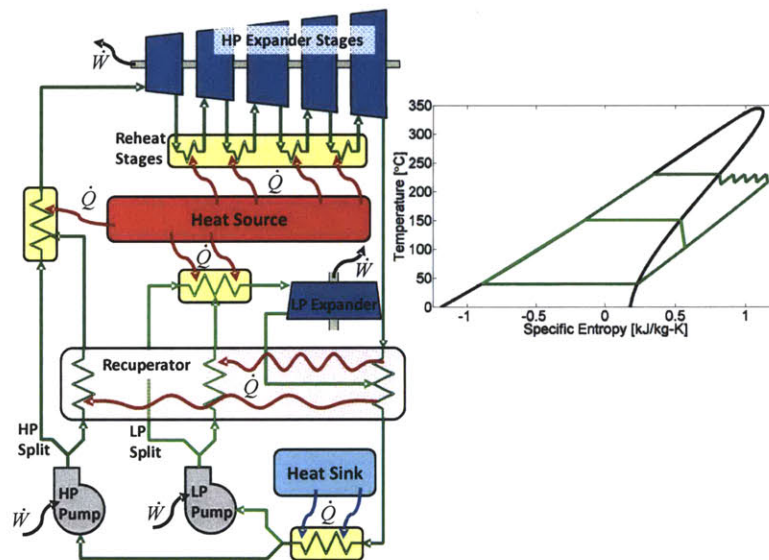 HP Expander Stages
Ẇ
Reheat
Stages
Q̇
Q̇
Heat Source
Q̇
Ẇ
LP Expander
Recuperator
Q̇
HP
Split
LP
Split
Heat Sink
HP
Pump
LP
Pump
Ẇ
Ẇ
Q̇
Temperature [°C]
350
300
250
200
150
100
50
0
-1
-0.5
0
0.5
1
Specific Entropy [kJ/kg-K]